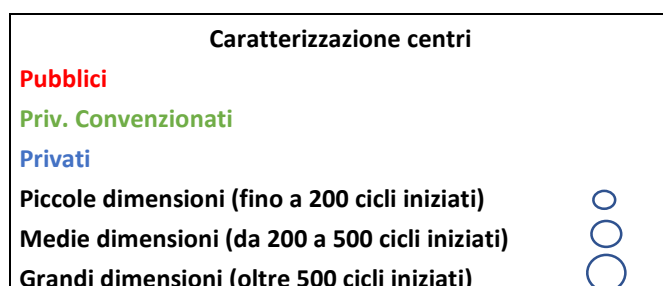 Caratterizzazione centri
Pubblici
Priv. Convenzionati
Privati
Piccole dimensioni (fino a 200 cicli iniziati)
Medie dimensioni (da 200 a 500 cicli iniziati)
Grandi dimensioni (oltre 500 cicli iniziati)